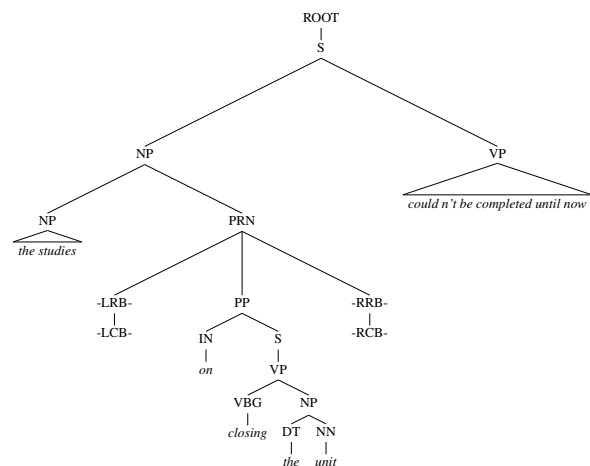 ROOT
S
NP VP
could n't be completed until now
NP PRN
the studies
-LRB- PP -RRB-
-LCB- IN S -RCB-
on VP
VBG NP
closing DT NN
the unit